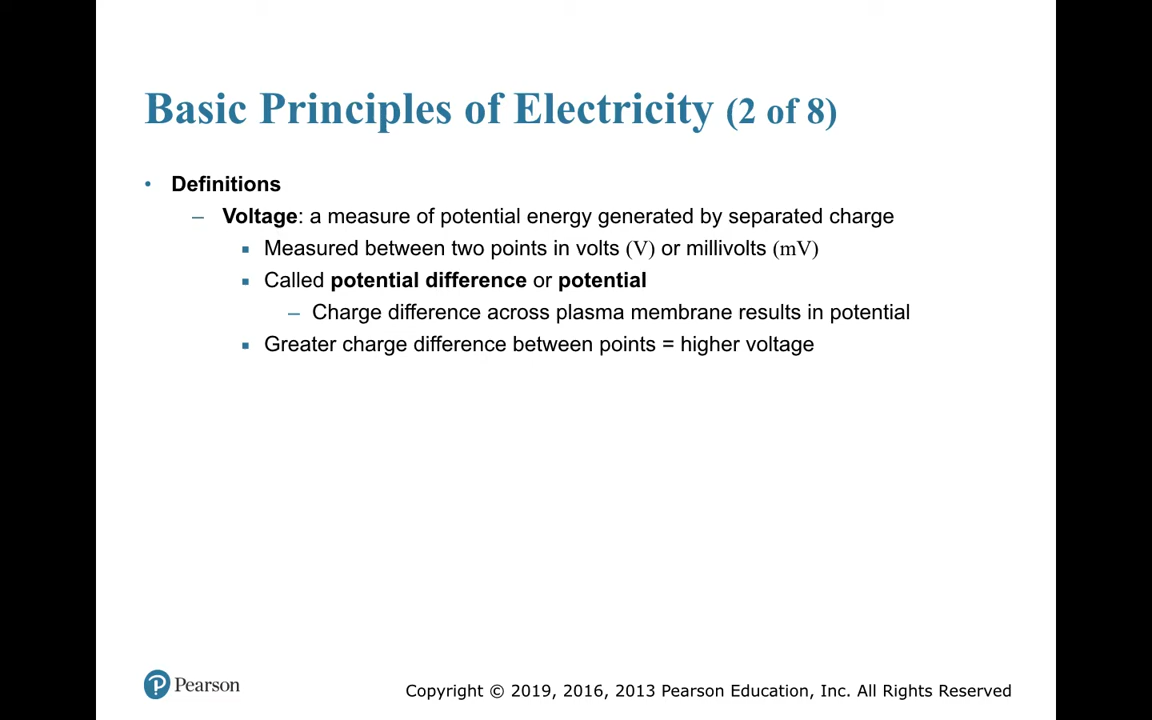 Basic Principles of Electricity (2 of 8)
• Definitions
– Voltage: a measure of potential energy generated by separated charge
▪ Measured between two points in volts (V) or millivolts (mV)
▪ Called potential difference or potential
– Charge difference across plasma membrane results in potential
▪ Greater charge difference between points = higher voltage
Pearson
Copyright © 2019, 2016, 2013 Pearson Education, Inc. All Rights Reserved